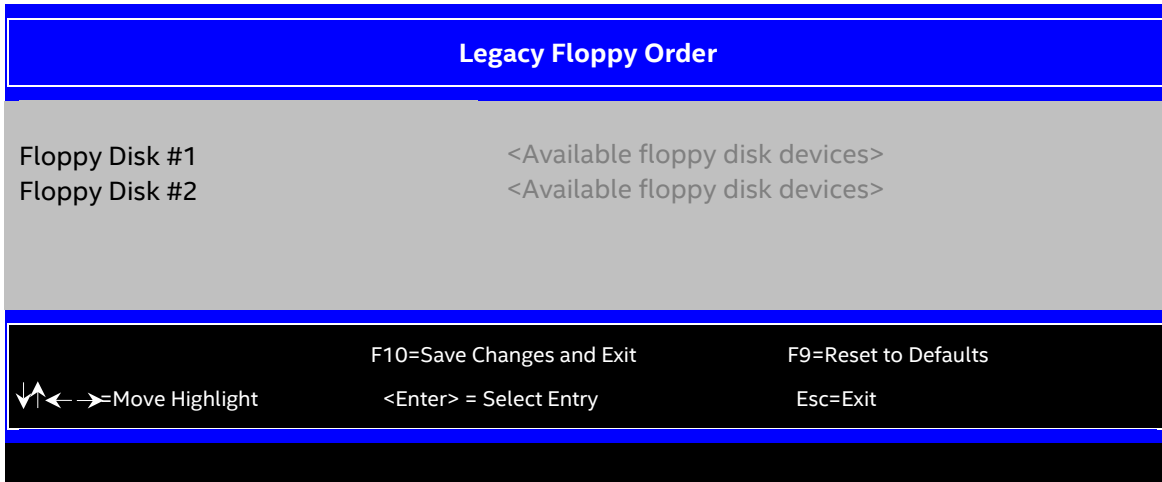 Legacy Floppy Order
Floppy Disk #1 <Available floppy disk devices>
Floppy Disk #2 <Available floppy disk devices>
F10=Save Changes and Exit F9=Reset to Defaults
=Move Highlight <Enter> = Select Entry Esc=Exit